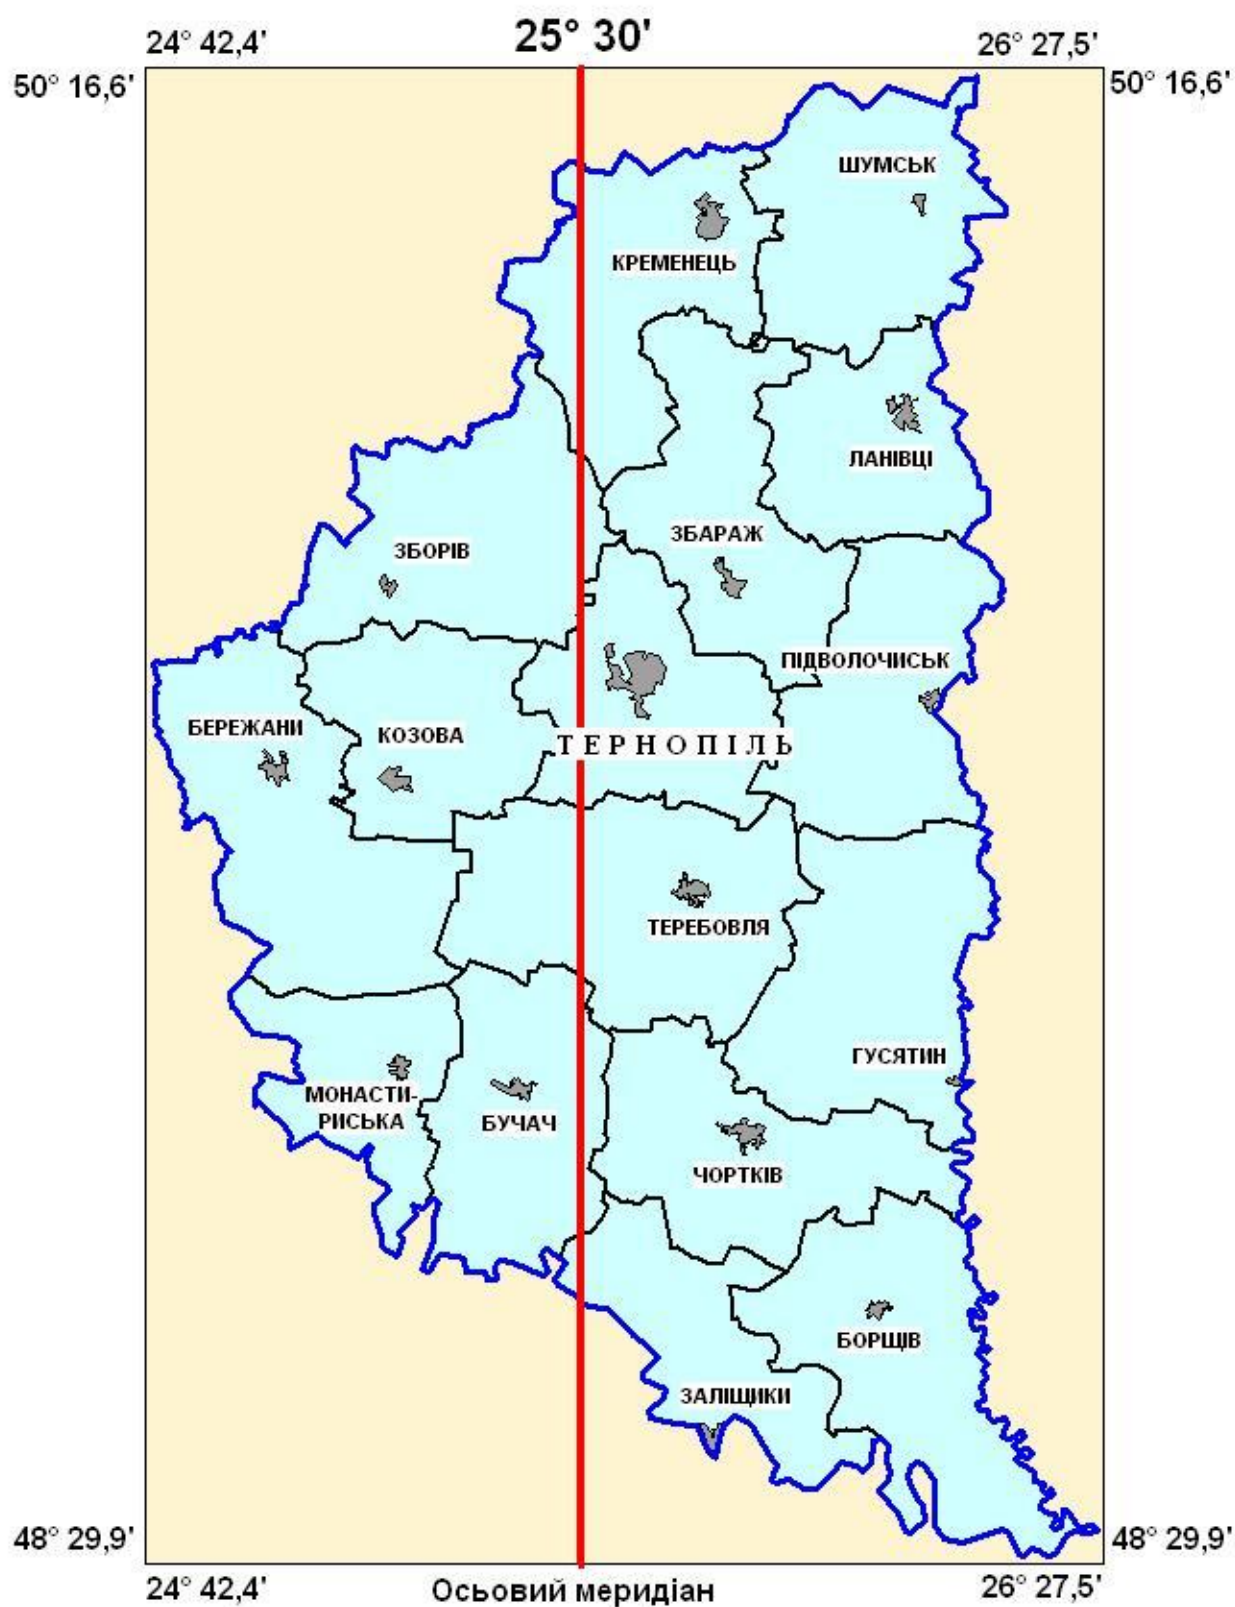 25° 30'
24° 42,4'
26° 27,5'
50° 16,6'
50° 16,6'
ШУМСЬК
КРЕМЕНЕЦЬ
ЛАНІВЦІ
ЗБАРАЖ
ЗБОРІВ
ПІДВОЛОЧИСЬК
БЕРЕЖАНИ
КОЗОВА
ТЕРНОПІЛЬ
ТЕРЕБОВЛЯ
ГУСЯТИН
МОНАСТИ-
РИСЬКА
БУЧАЧ
ЧОРТКІВ
БОРЩІВ
ЗАЛІЩИКИ
48° 29,9'
48° 29,9'
24° 42,4'
Осьовий меридіан
26° 27,5'